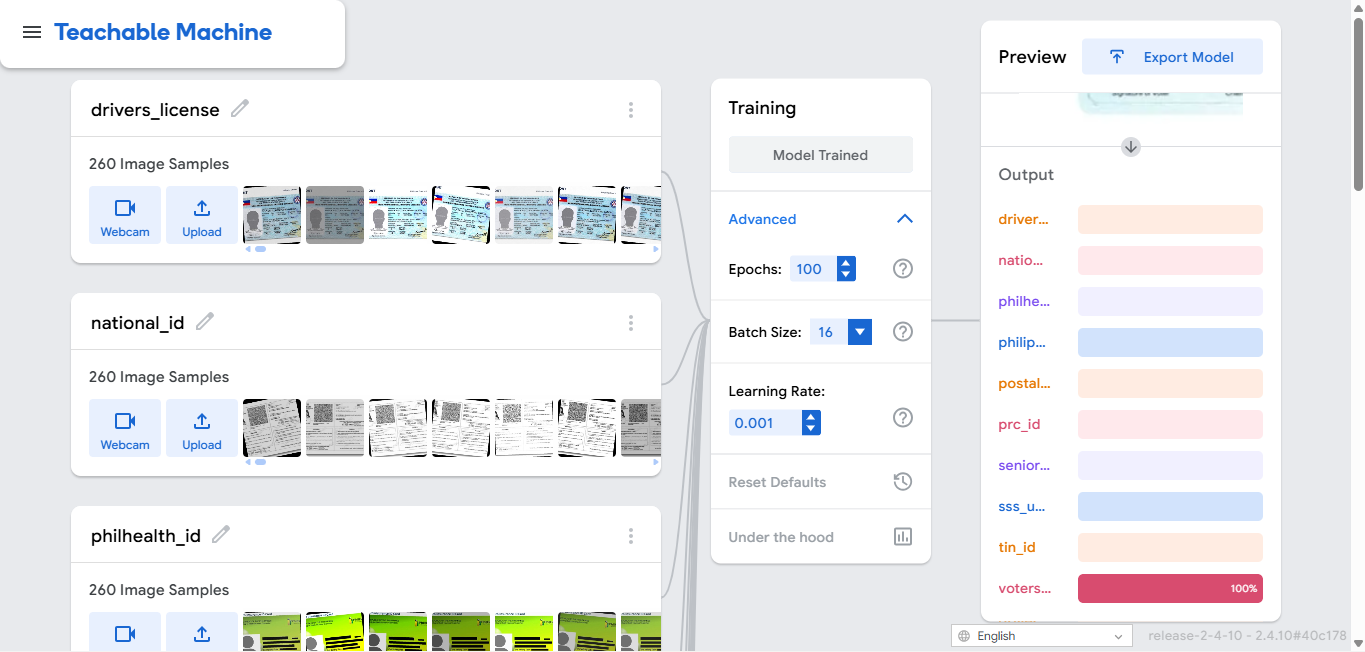 Teachable Machine
drivers_license
260 Image Samples
Webcam
Upload
national_id
260 Image Samples
Webcam
Upload
philhealth_id
260 Image Samples
Training
Model Trained
Advanced
Epochs: 100
Batch Size: 16
Learning Rate:
0.001
Reset Defaults
Under the hood
Preview
Export Model
Output
driver...
natio...
philhe...
philip...
postal...
prc_id
senior...
sss_u...
tin_id
voters... 100%
English
release-2-4-10 - 2.4.10#40c178